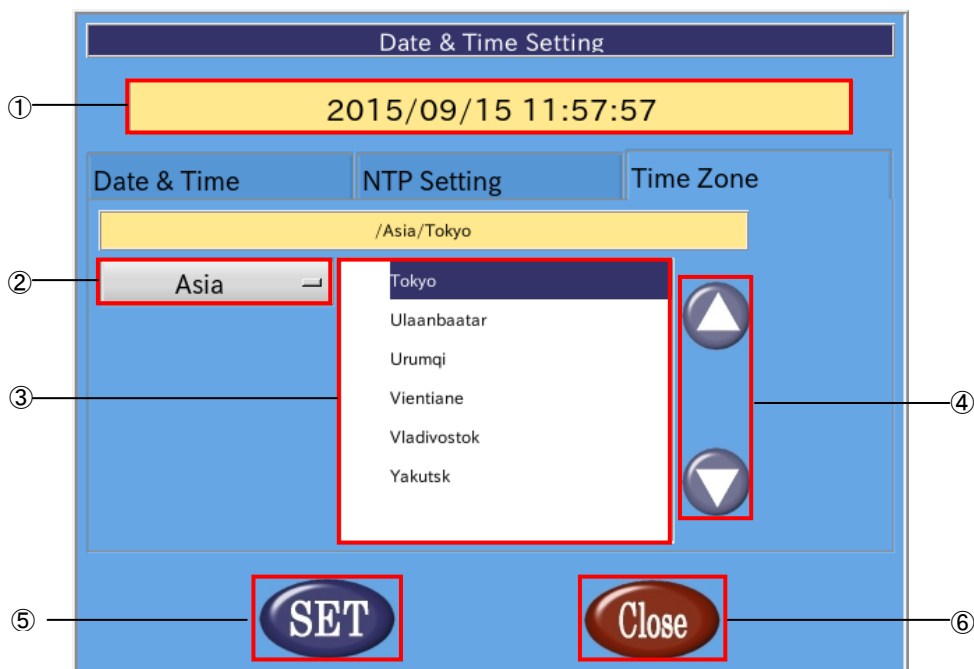 Date & Time Setting
① 2015/09/15 11:57:57
Date & Time NTP Setting Time Zone
/Asia/Tokyo
② Asia
Tokyo
Ulaanbaatar
Urumqi
③ Vientiane ④
Vladivostok
Yakutsk
⑤ SET Close ⑥